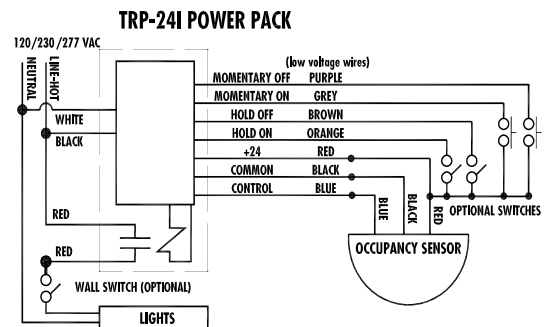 TRP-24I POWER PACK
120/230/277 VAC
(low voltage wires)
NEUTRAL
LINE-HOT
MOMENTARY OFF PURPLE
MOMENTARY ON GREY
WHITE
HOLD OFF BROWN
BLACK
HOLD ON ORANGE
+24 RED
COMMON BLACK
CONTROL BLUE
BLUE
BLACK
RED
OPTIONAL SWITCHES
RED
OCCUPANCY SENSOR
RED
WALL SWITCH (OPTIONAL)
LIGHTS